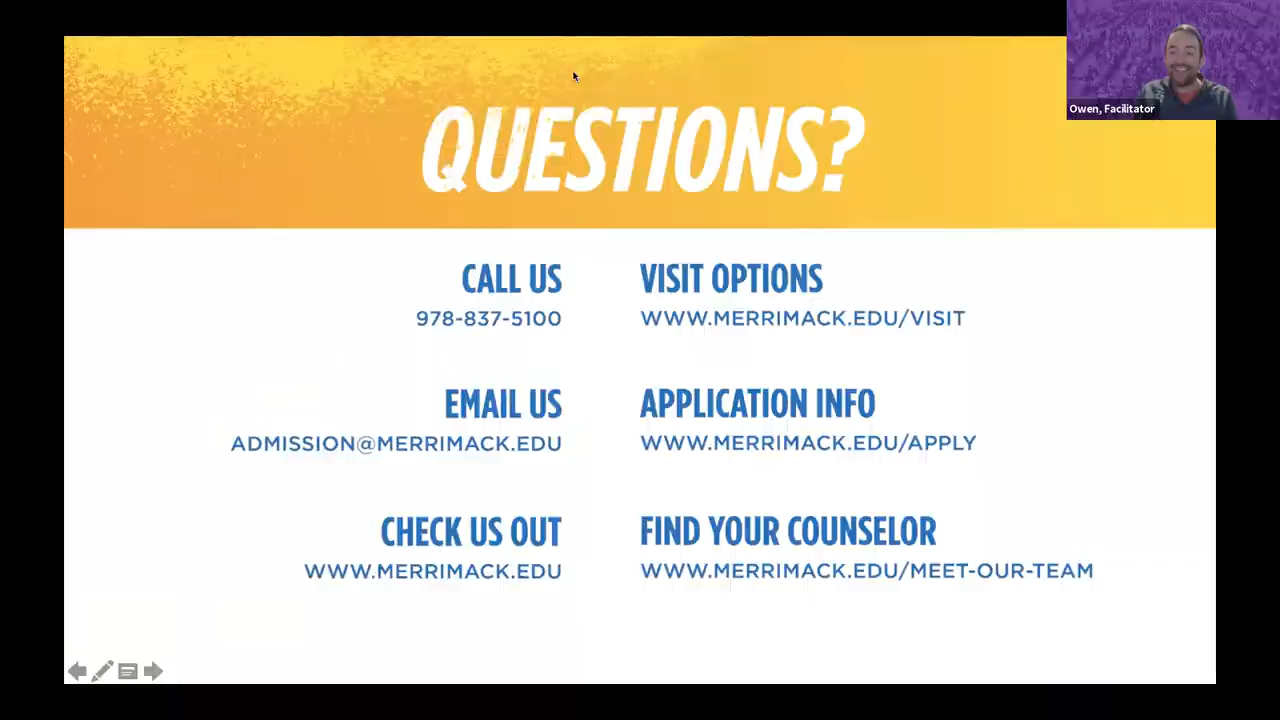 Owen, Facilitator
QUESTIONS?
CALL US
978-837-5100
VISIT OPTIONS
WWW.MERRIMACK.EDU/VISIT
EMAIL US
ADMISSION@MERRIMACK.EDU
APPLICATION INFO
WWW.MERRIMACK.EDU/APPLY
CHECK US OUT
WWW.MERRIMACK.EDU
FIND YOUR COUNSELOR
WWW.MERRIMACK.EDU/MEET-OUR-TEAM